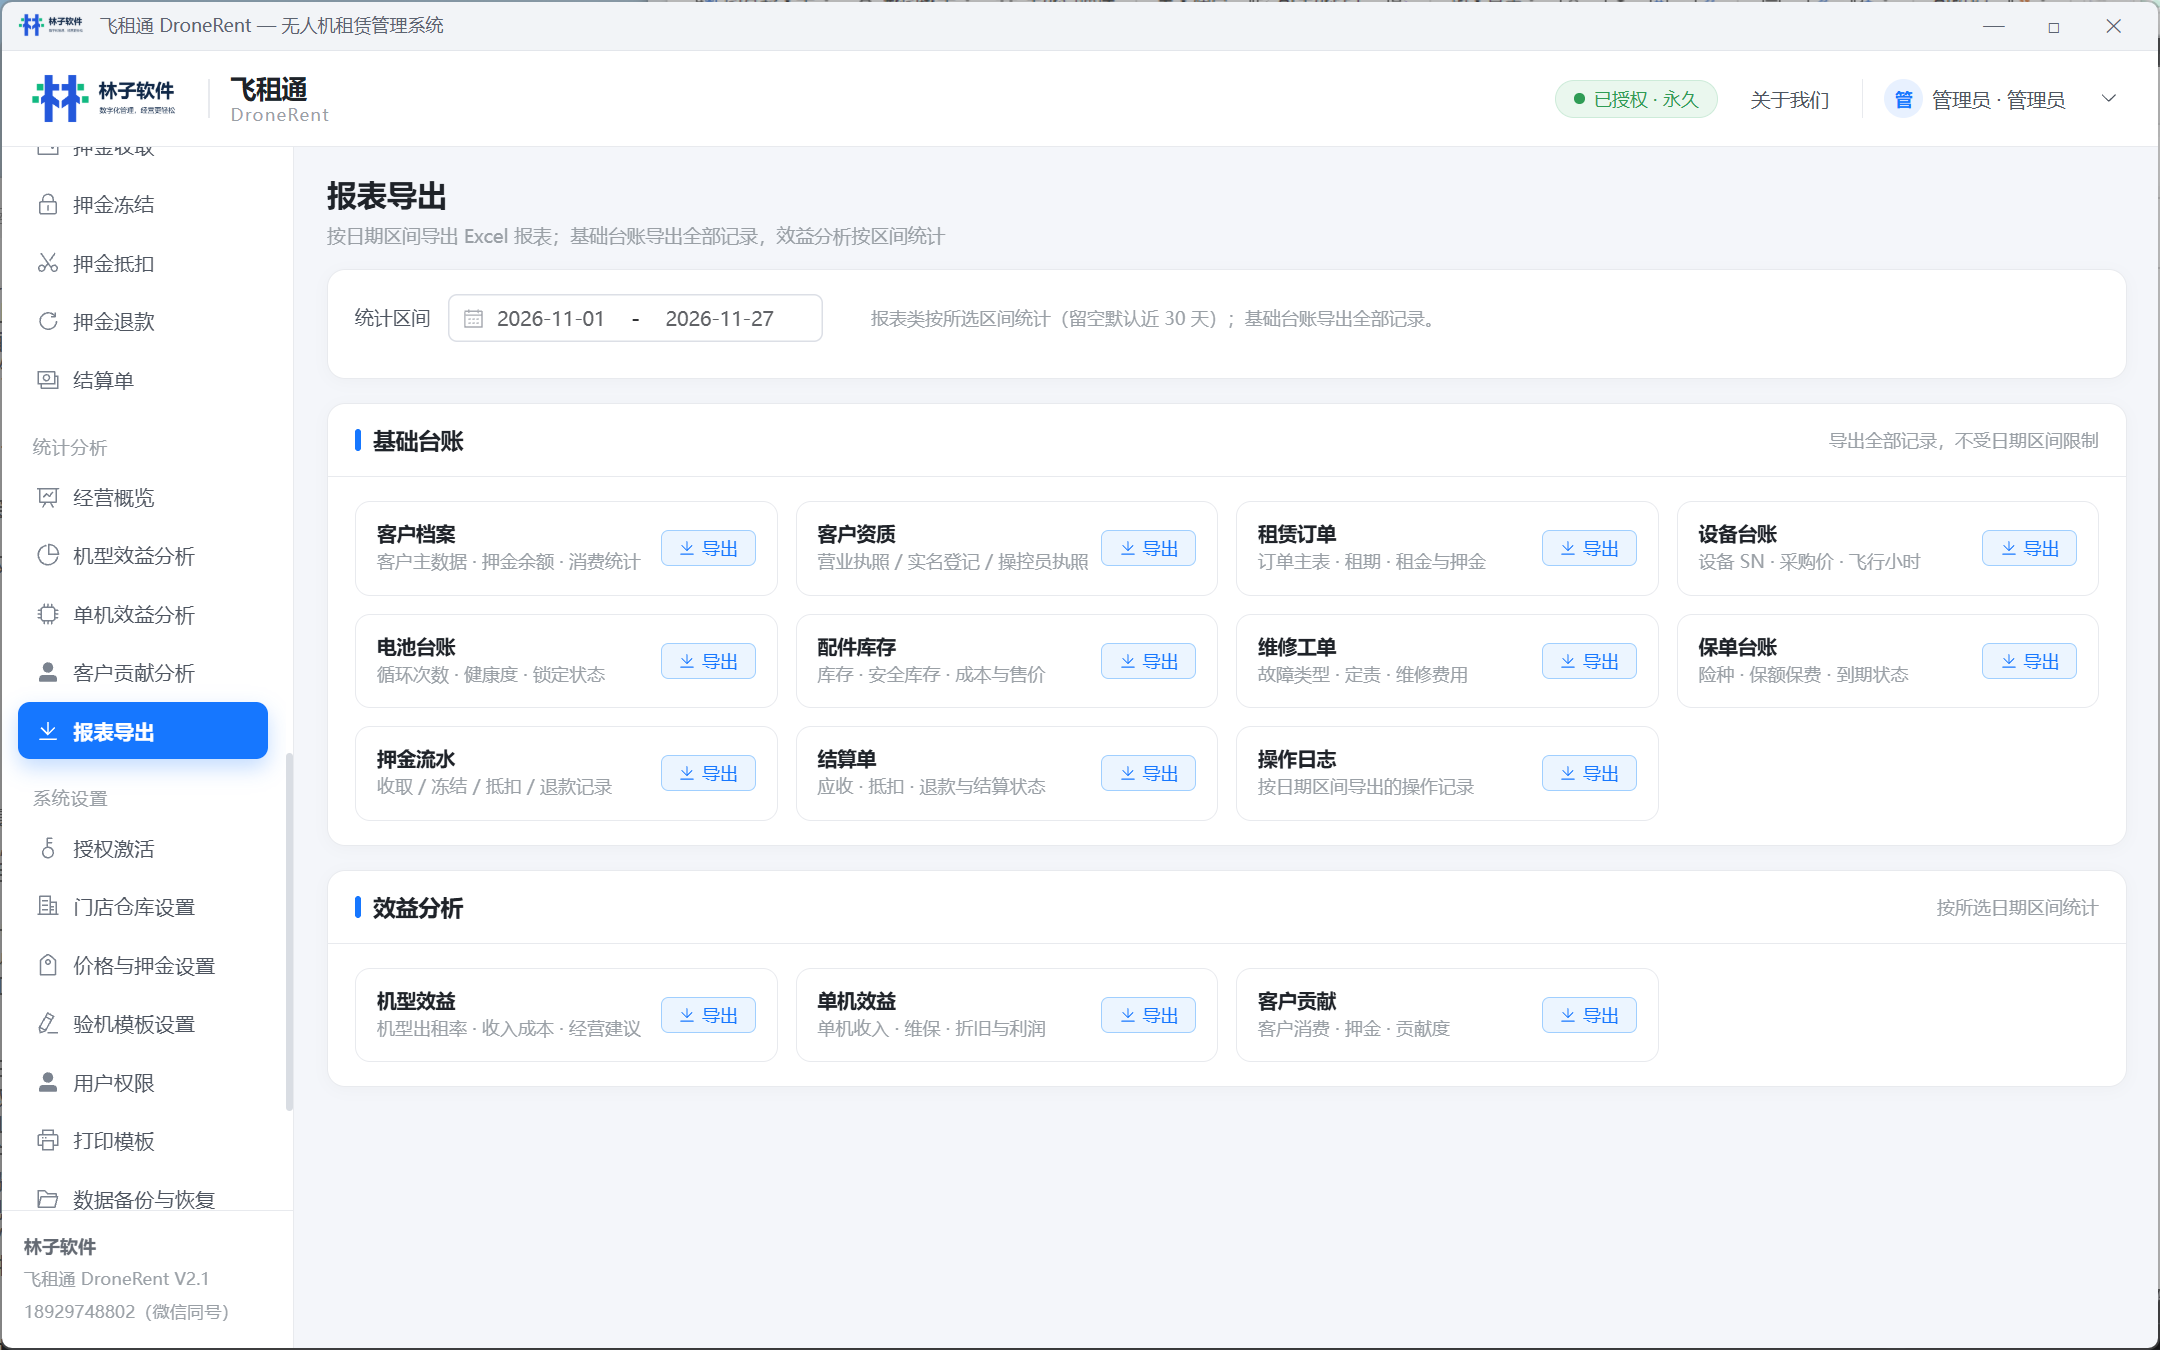 林子软件
飞租通 DroneRent — 无人机租赁管理系统
林子软件
数字化管理，经营更轻松
飞租通
DroneRent
已授权 · 永久
关于我们
管
管理员 · 管理员
押金收取
押金冻结
押金抵扣
押金退款
结算单
统计分析
经营概览
机型效益分析
单机效益分析
客户贡献分析
报表导出
系统设置
授权激活
门店仓库设置
价格与押金设置
验机模板设置
用户权限
打印模板
数据备份与恢复
林子软件
飞租通 DroneRent V2.1
18929748802（微信同号）
报表导出
按日期区间导出 Excel 报表；基础台账导出全部记录，效益分析按区间统计
统计区间
2026-11-01 - 2026-11-27
报表类按所选区间统计（留空默认近 30 天）；基础台账导出全部记录。
基础台账
导出全部记录，不受日期区间限制
客户档案
客户主数据 · 押金余额 · 消费统计
导出
客户资质
营业执照 / 实名登记 / 操控员执照
导出
租赁订单
订单主表 · 租期 · 租金与押金
导出
设备台账
设备 SN · 采购价 · 飞行小时
导出
电池台账
循环次数 · 健康度 · 锁定状态
导出
配件库存
库存 · 安全库存 · 成本与售价
导出
维修工单
故障类型 · 定责 · 维修费用
导出
保单台账
险种 · 保额保费 · 到期状态
导出
押金流水
收取 / 冻结 / 抵扣 / 退款记录
导出
结算单
应收 · 抵扣 · 退款与结算状态
导出
操作日志
按日期区间导出的操作记录
导出
效益分析
按所选日期区间统计
机型效益
机型出租率 · 收入成本 · 经营建议
导出
单机效益
单机收入 · 维保 · 折旧与利润
导出
客户贡献
客户消费 · 押金 · 贡献度
导出